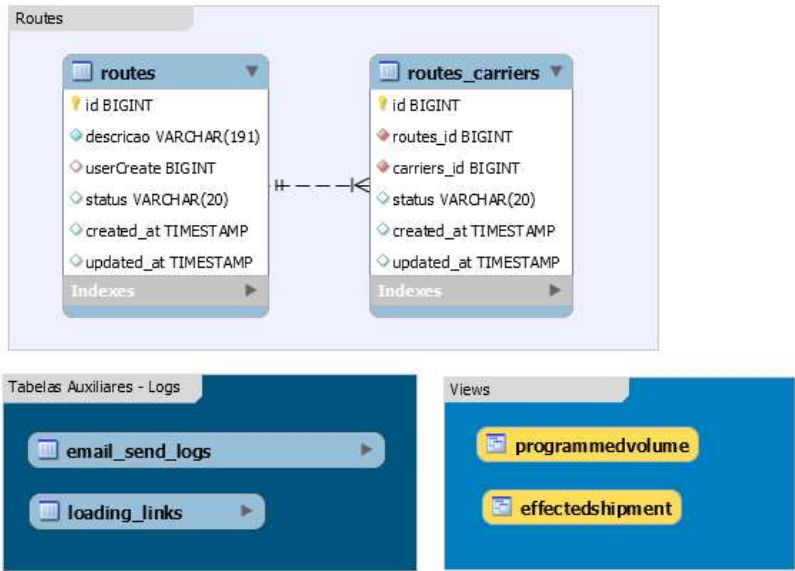 Routes
routes
id BIGINT
descricao VARCHAR(191)
userCreate BIGINT
status VARCHAR(20)
created_at TIMESTAMP
updated_at TIMESTAMP
Indexes
routes_carriers
id BIGINT
routes_id BIGINT
carriers_id BIGINT
status VARCHAR(20)
created_at TIMESTAMP
updated_at TIMESTAMP
Indexes
Tabelas Auxiliares - Logs
email_send_logs
loading_links
Views
programmedvolume
effectedshipment